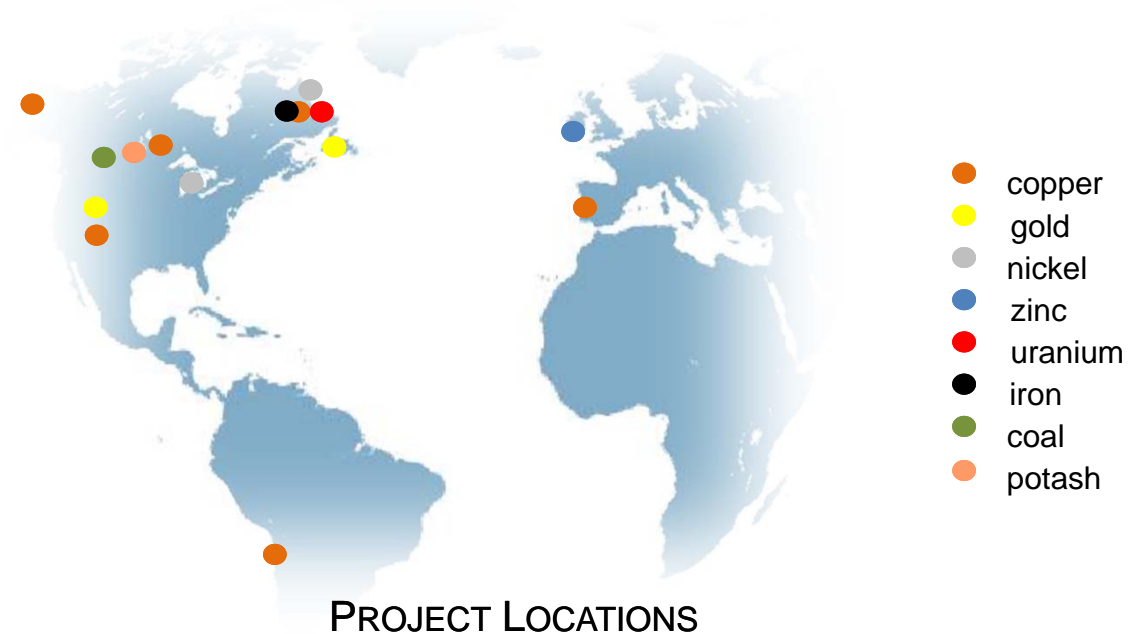 copper
gold
nickel
zinc
uranium
iron
coal
potash
PROJECT LOCATIONS